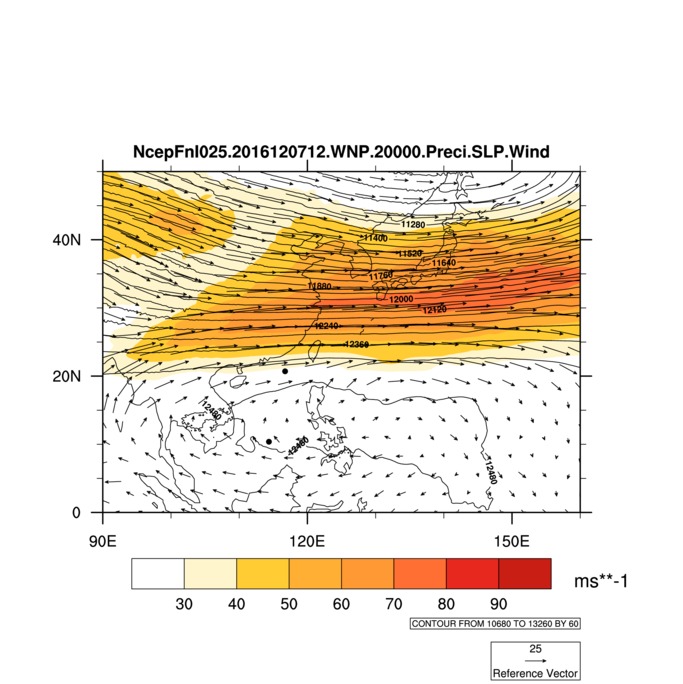 NcepFnl025.2016120712.WNP.20000.Preci.SLP.Wind
40N
20N
0
90E 120E 150E
11280
11400
11520
11640
11760
11880
12000
12120
12240
12360
12480
12480
12480
30 40 50 60 70 80 90
ms**-1
CONTOUR FROM 10680 TO 13260 BY 60
25
Reference Vector